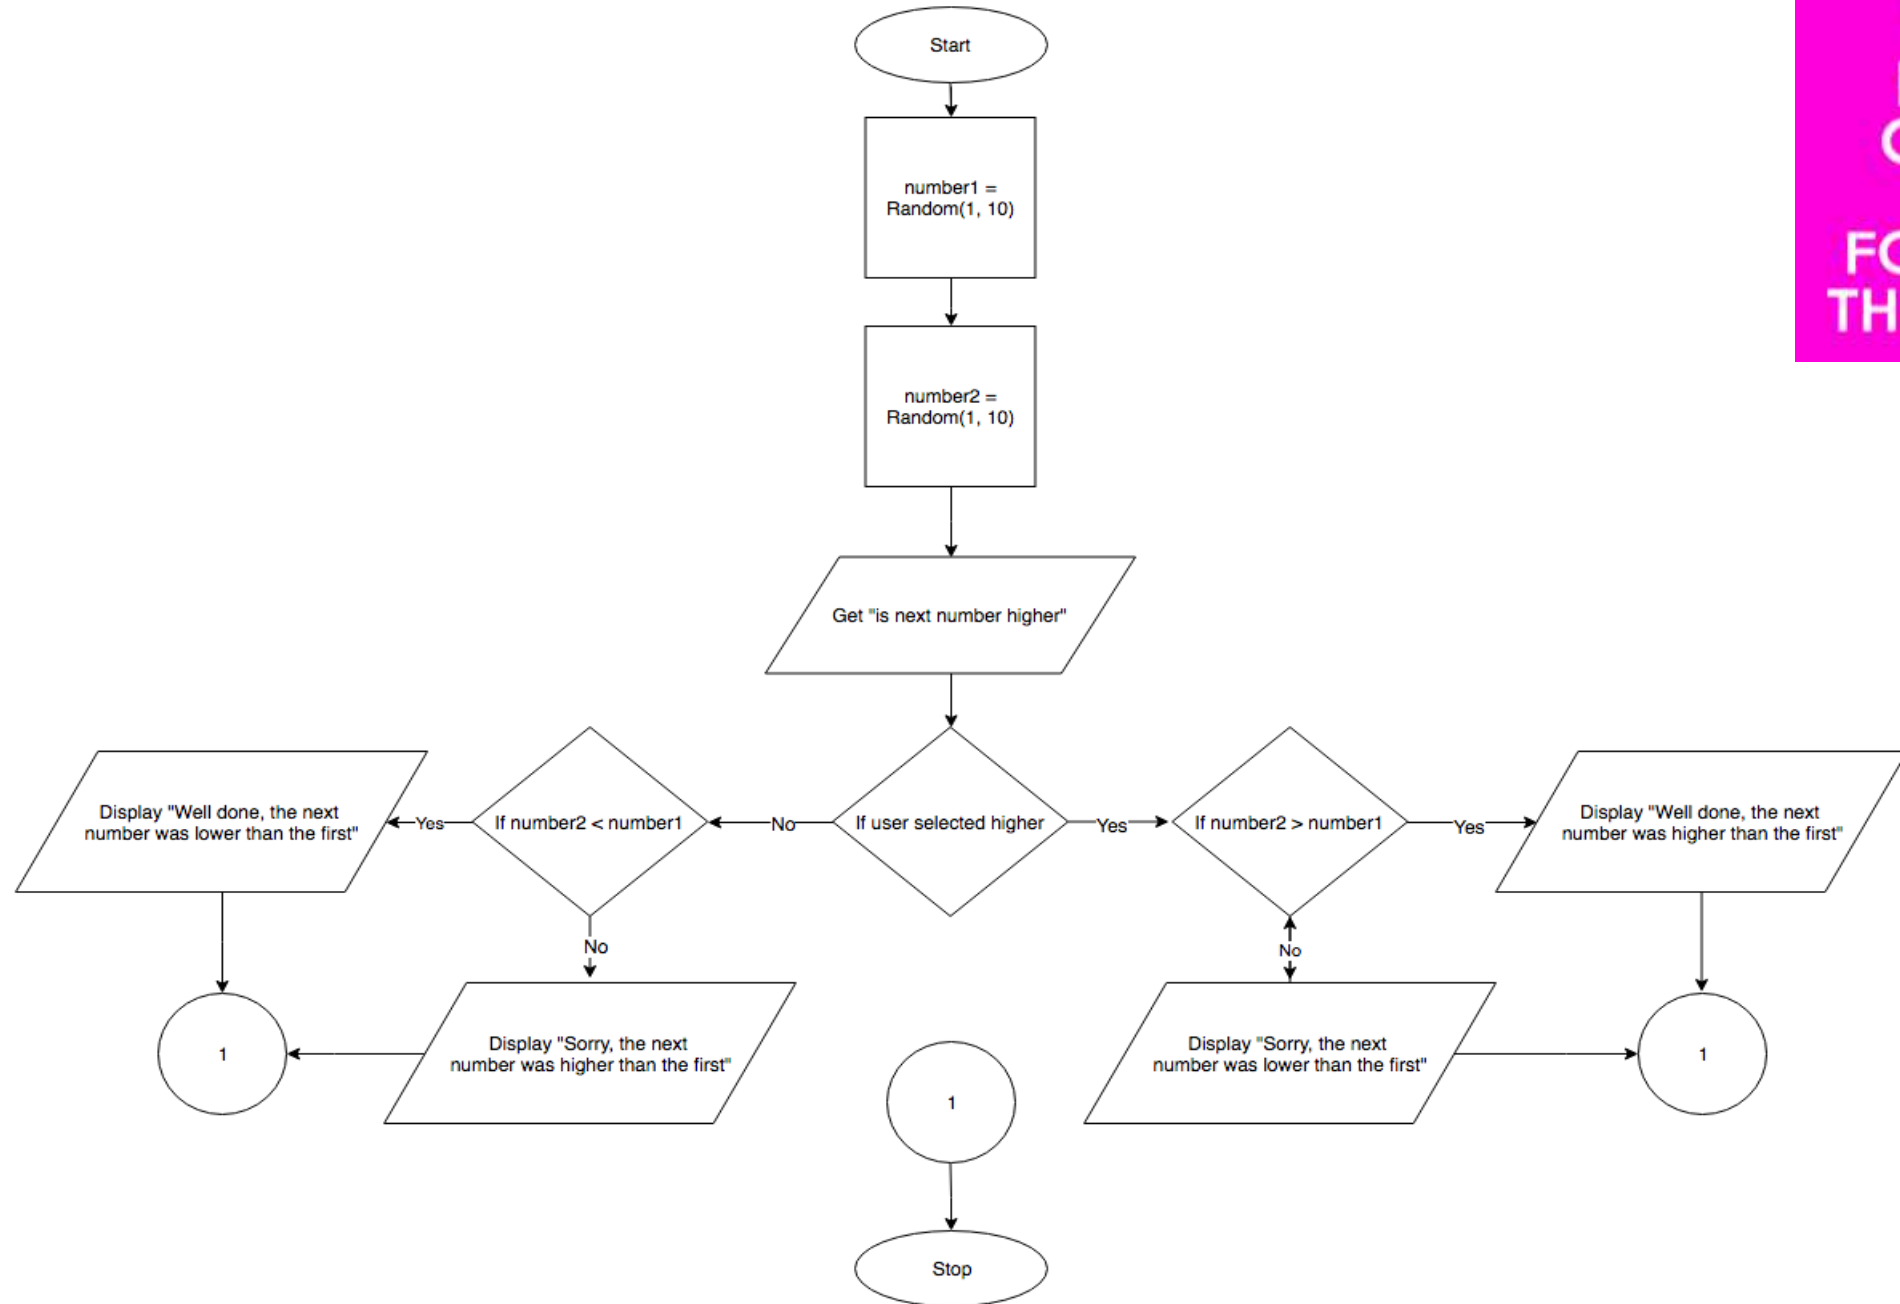 Start
number1 =
Random(1, 10)
number2 =
Random(1, 10)
Get "is next number higher"
If user selected higher
No
Yes
If number2 < number1
Yes
No
Display "Well done, the next
number was lower than the first"
Display "Sorry, the next
number was higher than the first"
1
If number2 > number1
Yes
No
Display "Well done, the next
number was higher than the first"
Display "Sorry, the next
number was lower than the first"
1
1
Stop